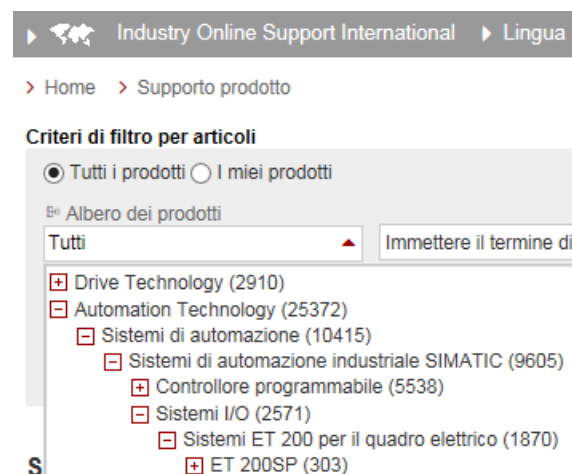 Industry Online Support International Lingua
Home Supporto prodotto
Criteri di filtro per articoli
Tutti i prodotti I miei prodotti
Albero dei prodotti
Tutti Immettere il termine di
Drive Technology (2910)
Automation Technology (25372)
Sistemi di automazione (10415)
Sistemi di automazione industriale SIMATIC (9605)
Controllore programmabile (5538)
Sistemi I/O (2571)
Sistemi ET 200 per il quadro elettrico (1870)
S ET 200SP (303)